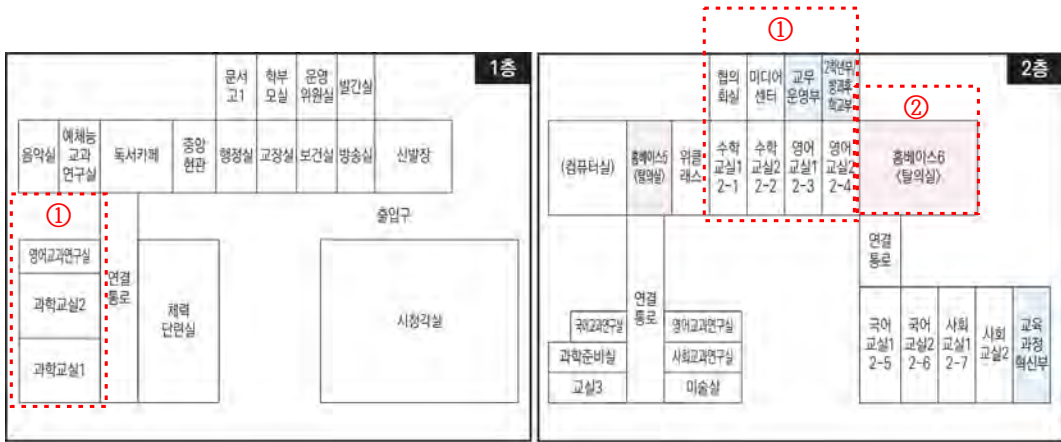 ①
1층
문서
고1
학부
모실
운영
위원실
발간실
음악실
예체능
교과
연구실
독서카페
중앙
현관
행정실
교장실
보건실
방송실
신발장
출입구
①
영어교과연구실
과학교실2
과학교실1
연결
통로
체력
단련실
시청각실
2층
협의
회실
미디어
센터
교무
운영부
2학년부
방과후
학교부
②
(컴퓨터실)
홈베이스5
(탈의실)
위클
래스
수학
교실1
2-1
수학
교실2
2-2
영어
교실1
2-3
영어
교실2
2-4
홈베이스6
<탈의실>
연결
통로
연결
통로
국어교과연구실
과학준비실
교실3
영어교과연구실
사회교과연구실
미술실
국어
교실1
2-5
국어
교실2
2-6
사회
교실1
2-7
사회
교실2
교육
과정
혁신부